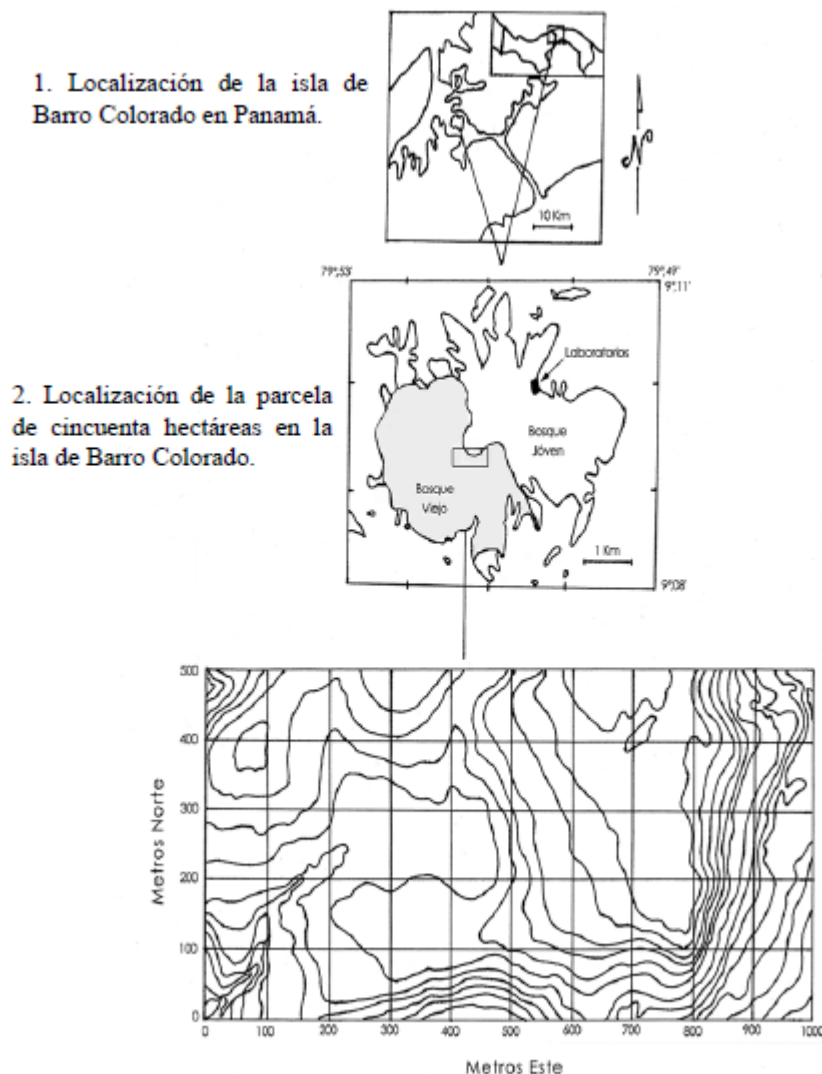 1. Localización de la isla de
Barro Colorado en Panamá.
N
10 Km
79°,53'
79°,49'
9°,11'
Laboratorios
2. Localización de la parcela
de cincuenta hectáreas en la
isla de Barro Colorado.
Bosque
Jóven
Bosque
Viejo
1 Km
9°,08'
Metros Norte
500
400
300
200
100
0
0 100 200 300 400 500 600 700 800 900 1000
Metros Este